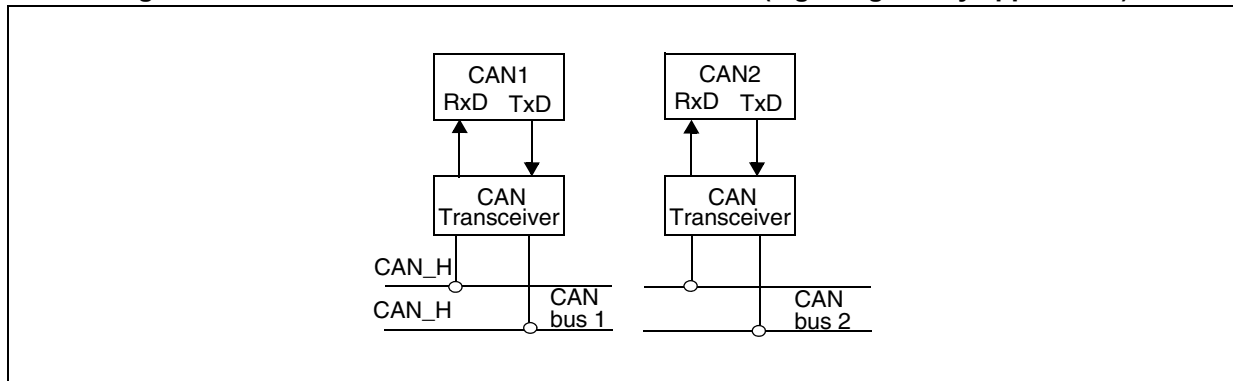 CAN1
RxD TxD
CAN2
RxD TxD
CAN
Transceiver
CAN
Transceiver
CAN_H
CAN_H
CAN
bus 1
CAN
bus 2